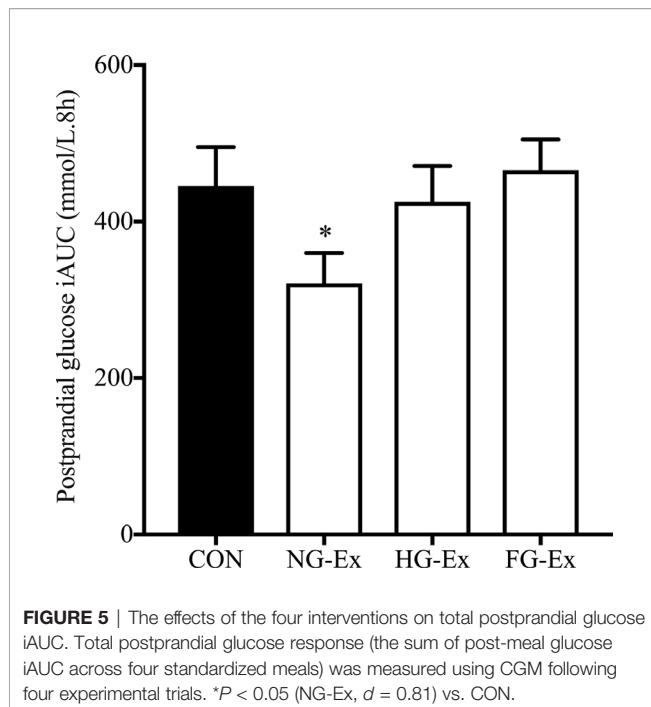 Postprandial glucose iAUC (mmol/L.8h)
600
400
200
0
*
CON NG-Ex HG-Ex FG-Ex
FIGURE 5 | The effects of the four interventions on total postprandial glucose
iAUC. Total postprandial glucose response (the sum of post-meal glucose
iAUC across four standardized meals) was measured using CGM following
four experimental trials. *P < 0.05 (NG-Ex, d = 0.81) vs. CON.